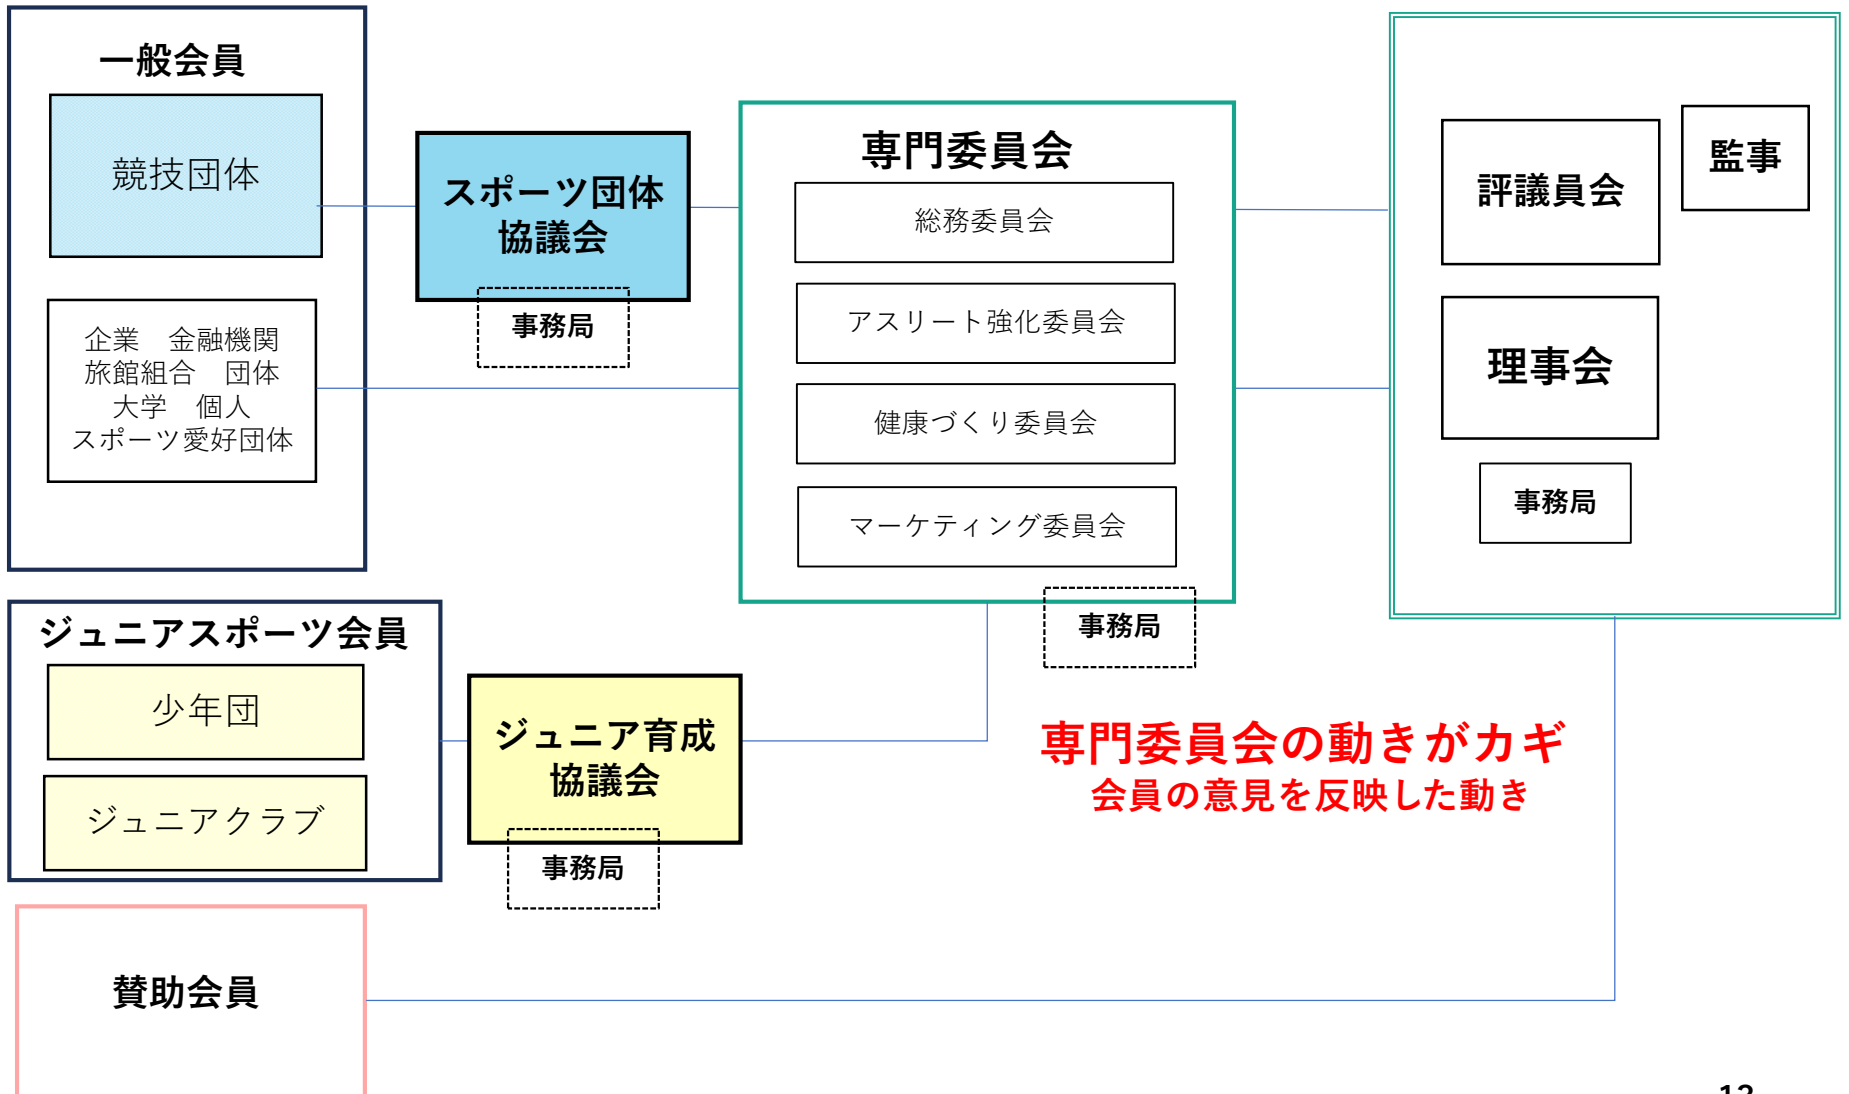 一般会員
競技団体
企業　金融機関
旅館組合　団体
大学　個人
スポーツ愛好団体
スポーツ団体
協議会
事務局
専門委員会
総務委員会
アスリート強化委員会
健康づくり委員会
マーケティング委員会
事務局
評議員会
監事
理事会
事務局
ジュニアスポーツ会員
少年団
ジュニアクラブ
ジュニア育成
協議会
事務局
専門委員会の動きがカギ
会員の意見を反映した動き
賛助会員